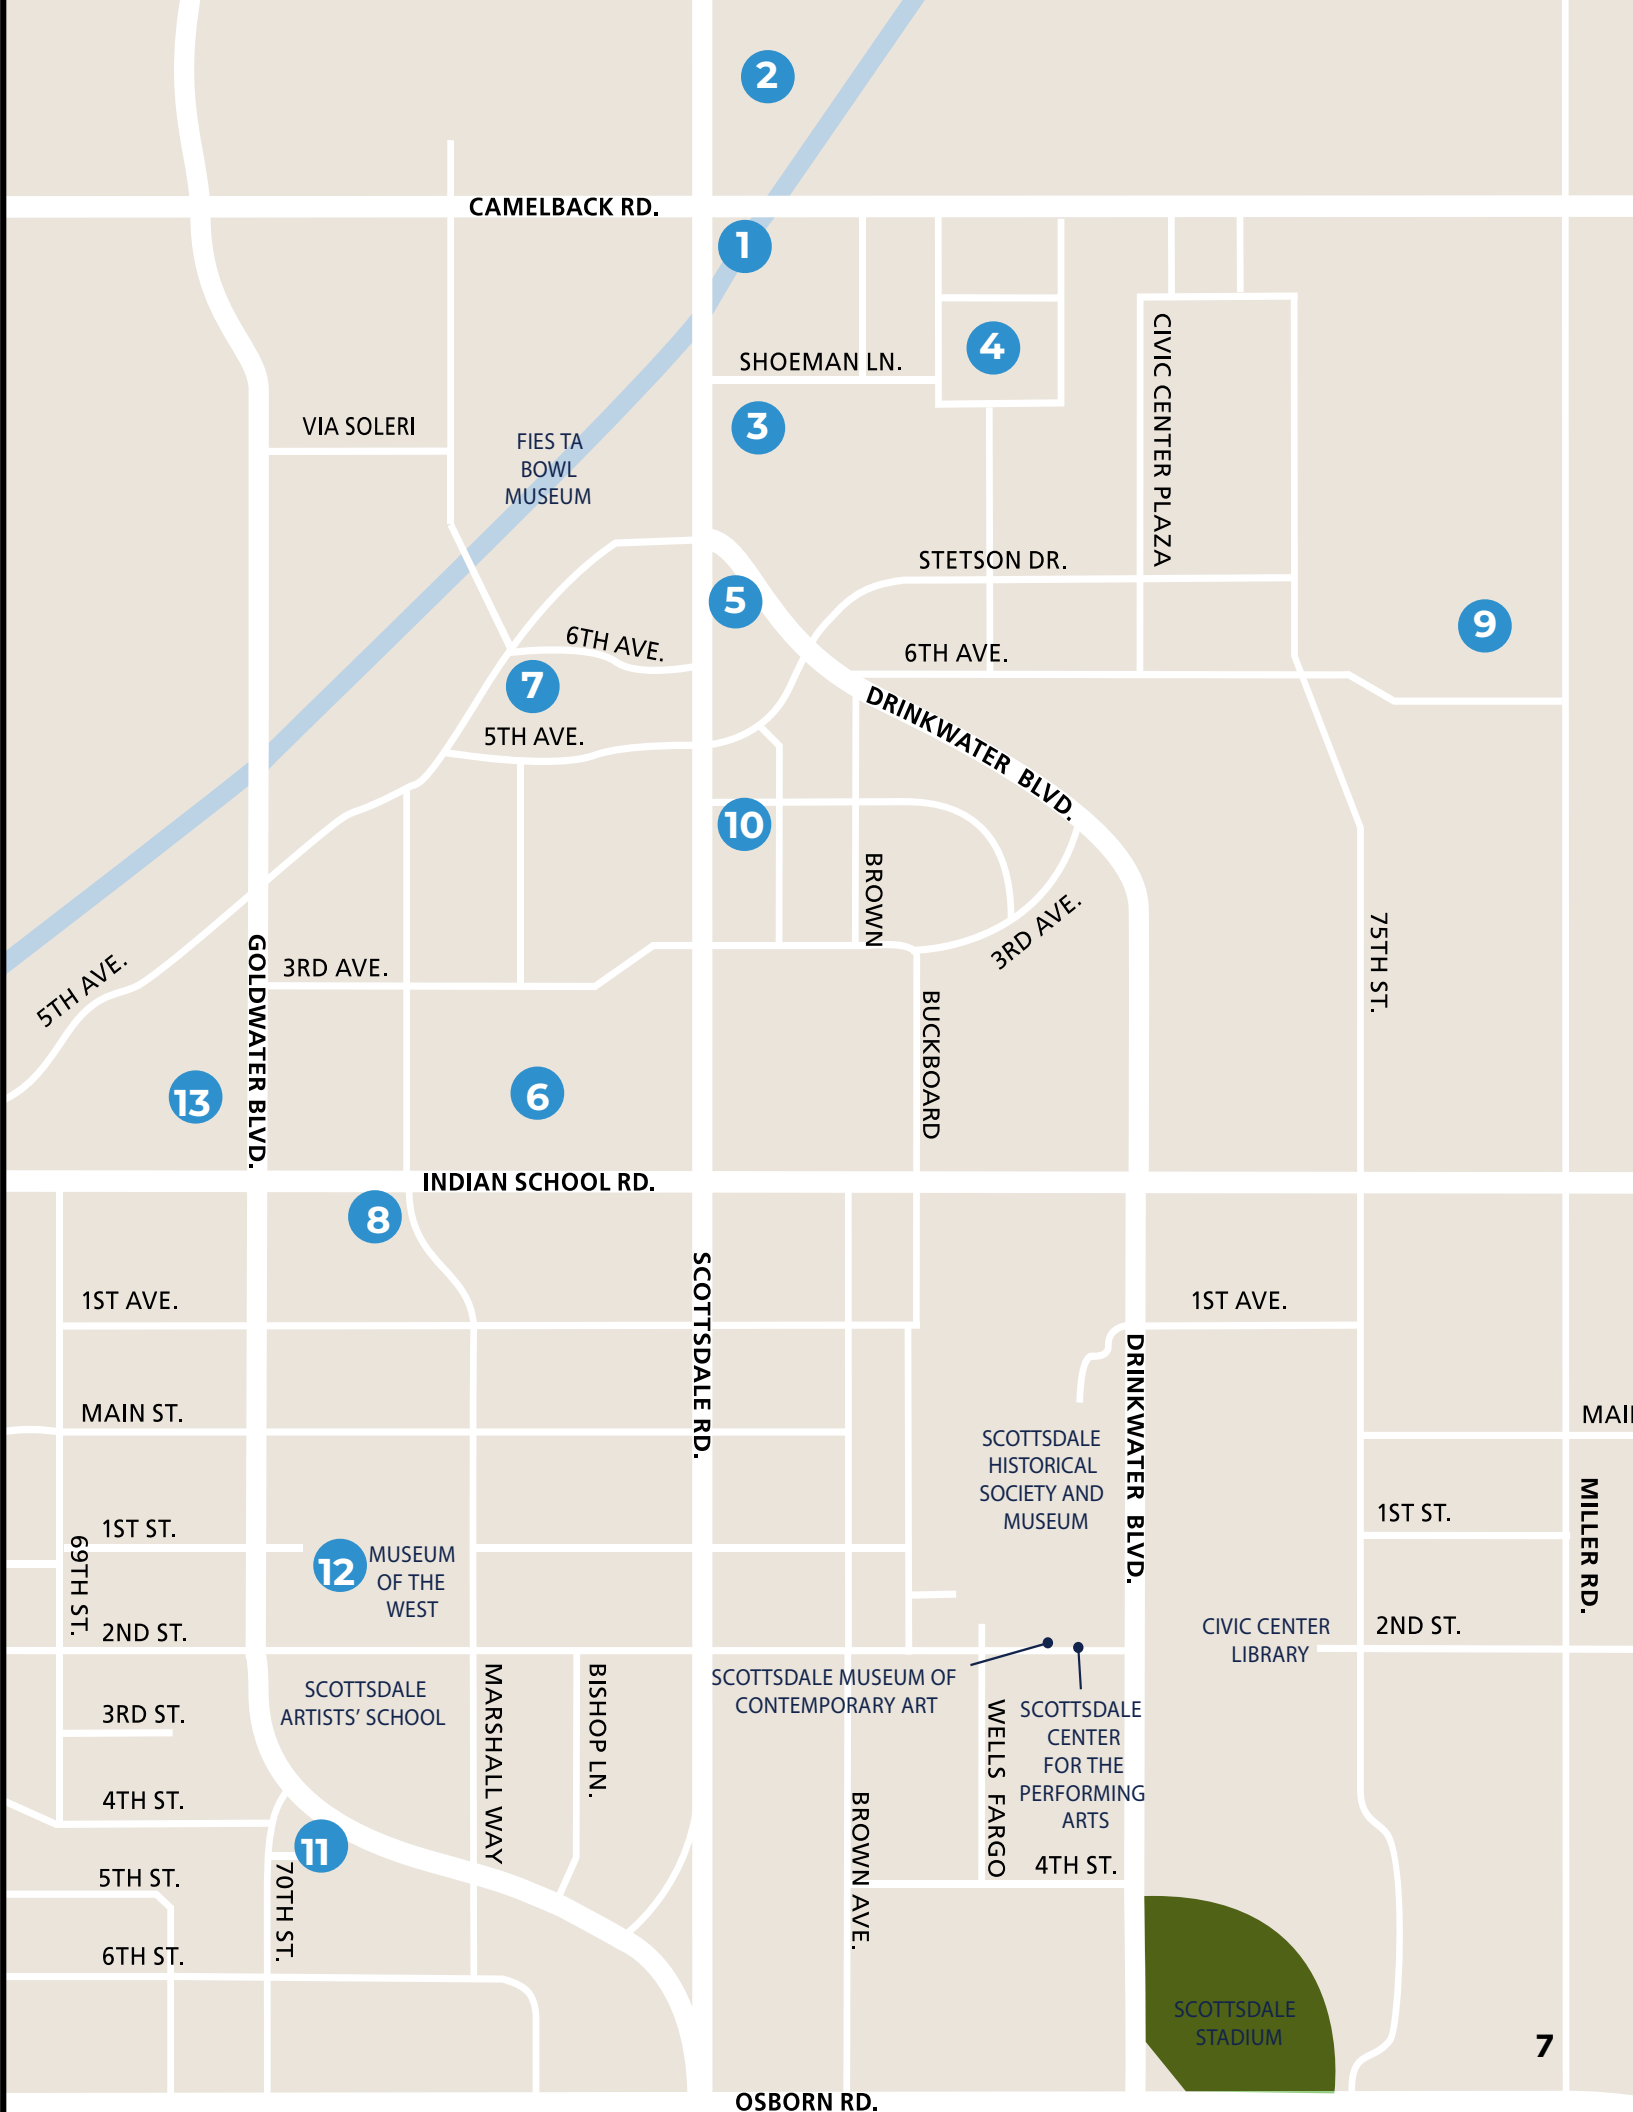 2
CAMELBACK RD.
1
SHOEMAN LN.
4
CIVIC CENTER PLAZA
3
VIA SOLERI
FIES TA
BOWL
MUSEUM
STETSON DR.
5
9
6TH AVE.
6TH AVE.
7
DRINKWATER BLVD.
5TH AVE.
10
BROWN
3RD AVE.
75TH ST.
5TH AVE.
GOLDWATER BLVD.
3RD AVE.
BUCKBOARD
13
6
INDIAN SCHOOL RD.
8
SCOTTSDALE RD.
1ST AVE.
1ST AVE.
DRINKWATER BLVD.
MAIN ST.
MAI
SCOTTSDALE
HISTORICAL
SOCIETY AND
MUSEUM
MILLER RD.
1ST ST.
1ST ST.
69TH ST.
12
MUSEUM
OF THE
WEST
2ND ST.
CIVIC CENTER
LIBRARY
2ND ST.
SCOTTSDALE
ARTISTS' SCHOOL
MARSHALL WAY
BISHOP LN.
SCOTTSDALE MUSEUM OF
CONTEMPORARY ART
WELLS FARGO
SCOTTSDALE
CENTER
FOR THE
PERFORMING
ARTS
3RD ST.
4TH ST.
BROWN AVE.
11
4TH ST.
5TH ST.
70TH ST.
6TH ST.
SCOTTSDALE
STADIUM
7
OSBORN RD.